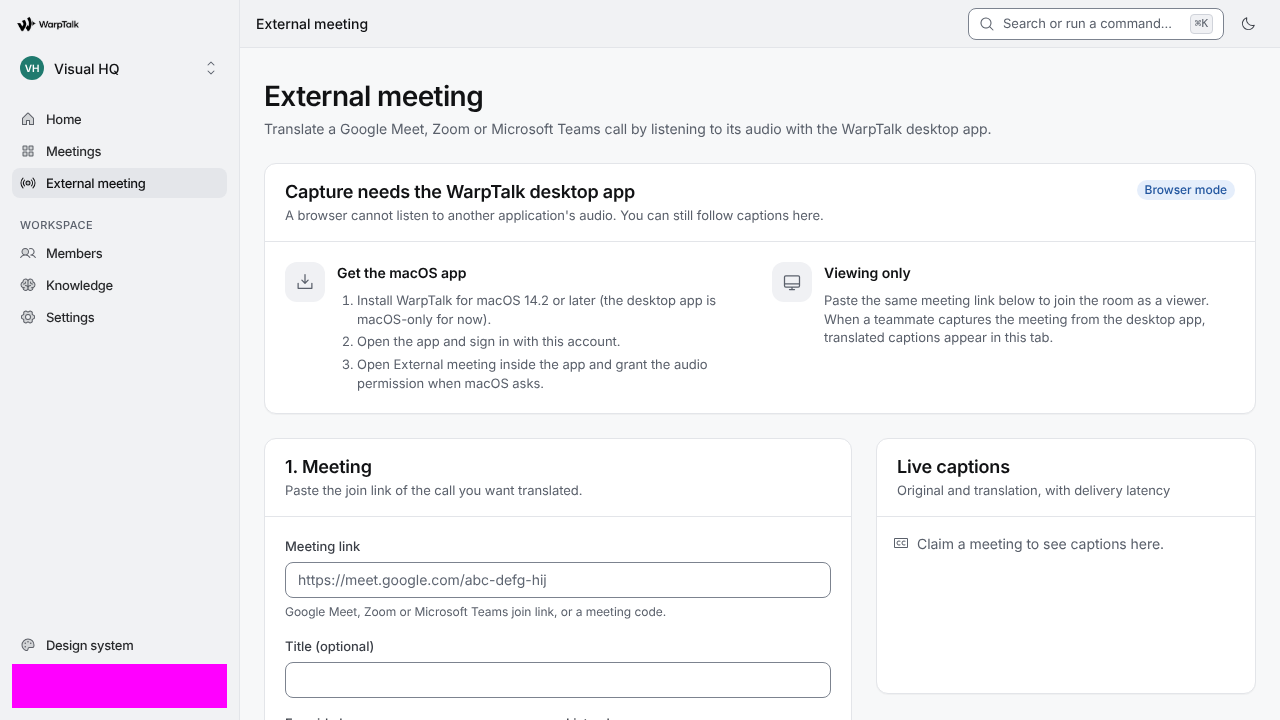 WarpTalk
External meeting
Search or run a command...
⌘K
VH
Visual HQ
Home
Meetings
External meeting
WORKSPACE
Members
Knowledge
Settings
Design system
External meeting
Translate a Google Meet, Zoom or Microsoft Teams call by listening to its audio with the WarpTalk desktop app.
Capture needs the WarpTalk desktop app
Browser mode
A browser cannot listen to another application's audio. You can still follow captions here.
Get the macOS app
1. Install WarpTalk for macOS 14.2 or later (the desktop app is
macOS-only for now).
2. Open the app and sign in with this account.
3. Open External meeting inside the app and grant the audio
permission when macOS asks.
Viewing only
Paste the same meeting link below to join the room as a viewer.
When a teammate captures the meeting from the desktop app,
translated captions appear in this tab.
1. Meeting
Paste the join link of the call you want translated.
Meeting link
https://meet.google.com/abc-defg-hij
Google Meet, Zoom or Microsoft Teams join link, or a meeting code.
Title (optional)
Live captions
Original and translation, with delivery latency
Claim a meeting to see captions here.